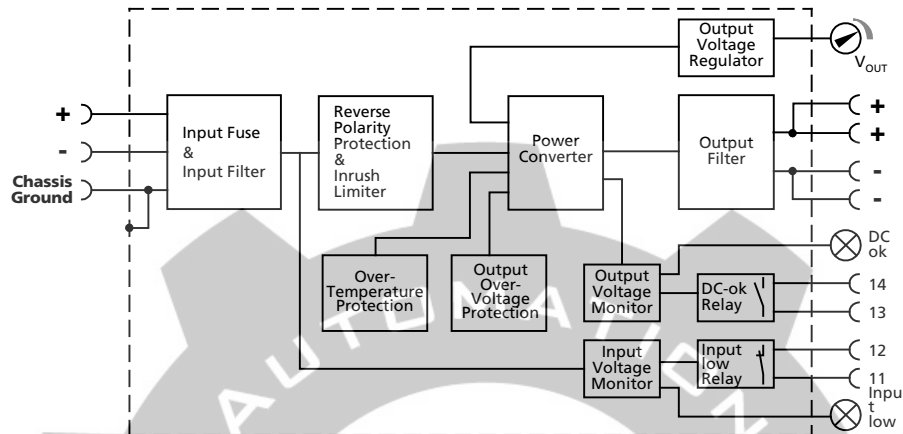 Output
Voltage
Regulator
VOUT
+
-
Chassis
Ground
Input Fuse
&
Input Filter
Reverse
Polarity
Protection
&
Inrush
Limiter
Power
Converter
Output
Filter
+
+
-
-
Over-
Temperature
Protection
Output
Over-
Voltage
Protection
Output
Voltage
Monitor
DC-ok
Relay
DC
ok
14
13
Input
Voltage
Monitor
Input
low
Relay
12
11
Inpu
t
low
AUTOMATION